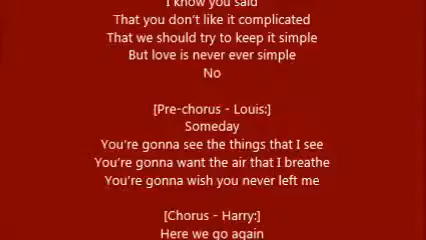 I know you said
That you don't like it complicated
That we should try to keep it simple
But love is never ever simple
No
[Pre-chorus - Louis:]
Someday
You're gonna see the things that I see
You're gonna want the air that I breathe
You're gonna wish you never left me
[Chorus - Harry:]
Here we go again